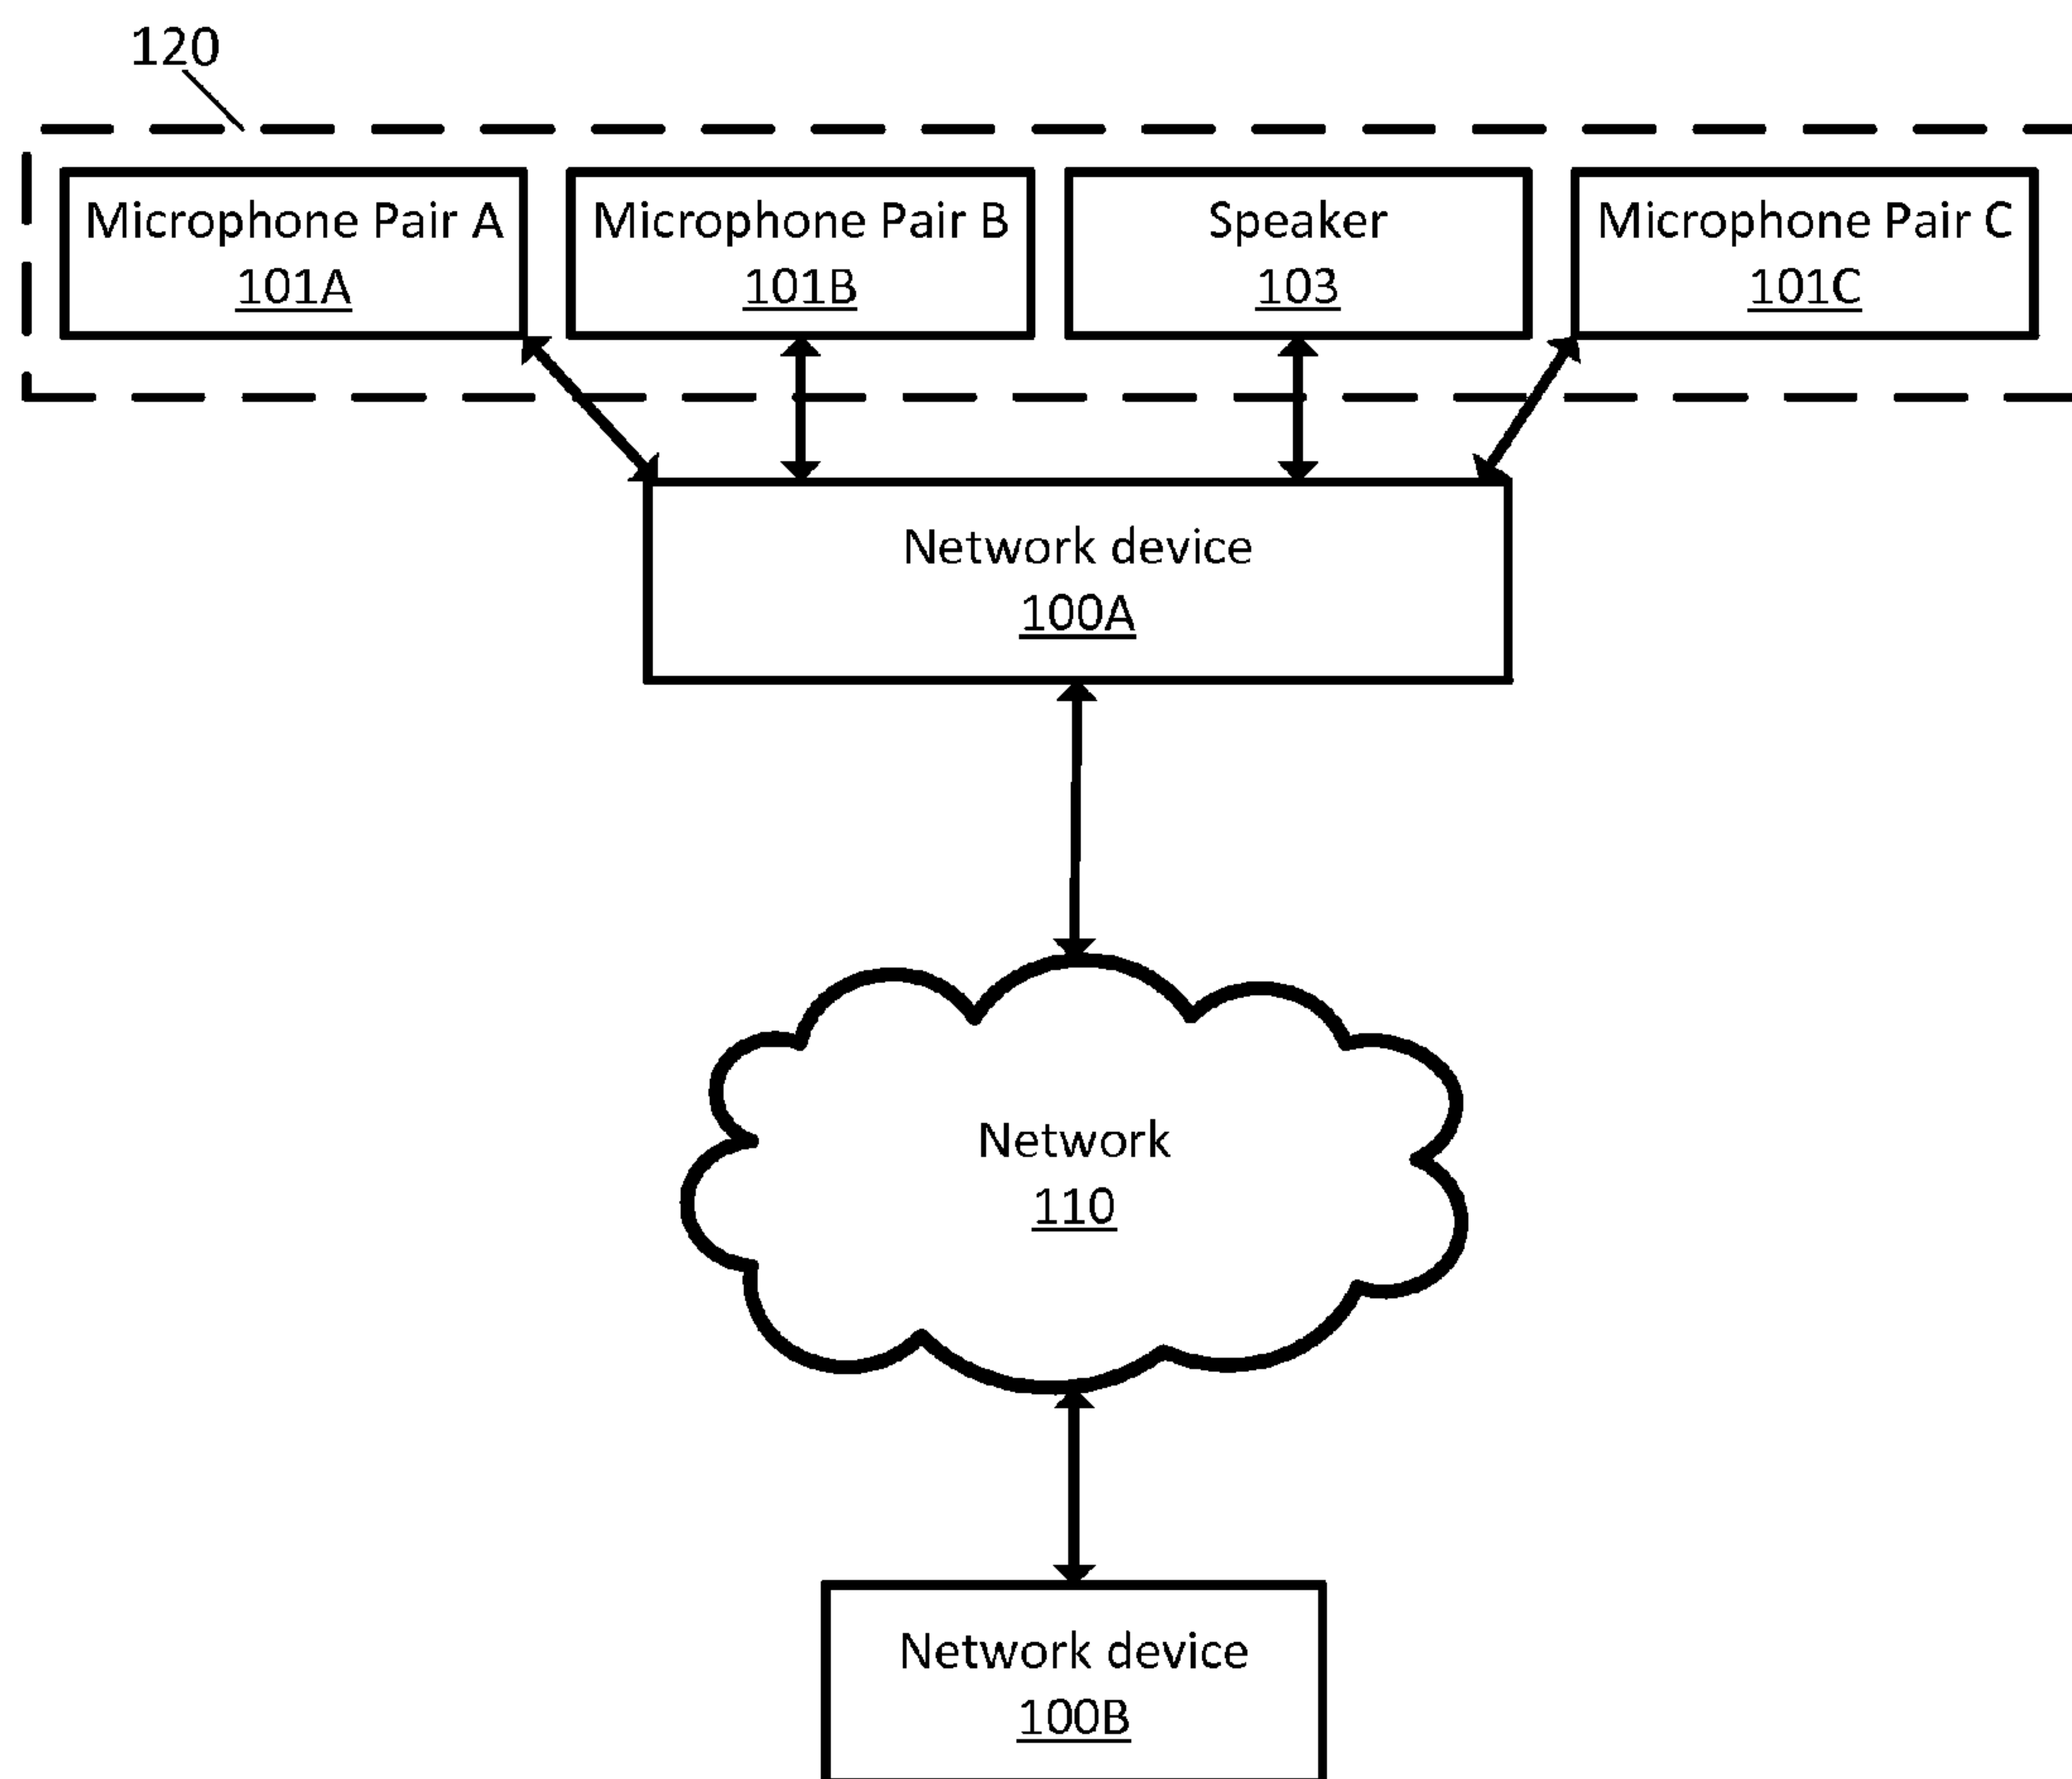 120
Microphone Pair A
101A
Microphone Pair B
101B
Speaker
103
Microphone Pair C
101C
Network device
100A
Network
110
Network device
100B